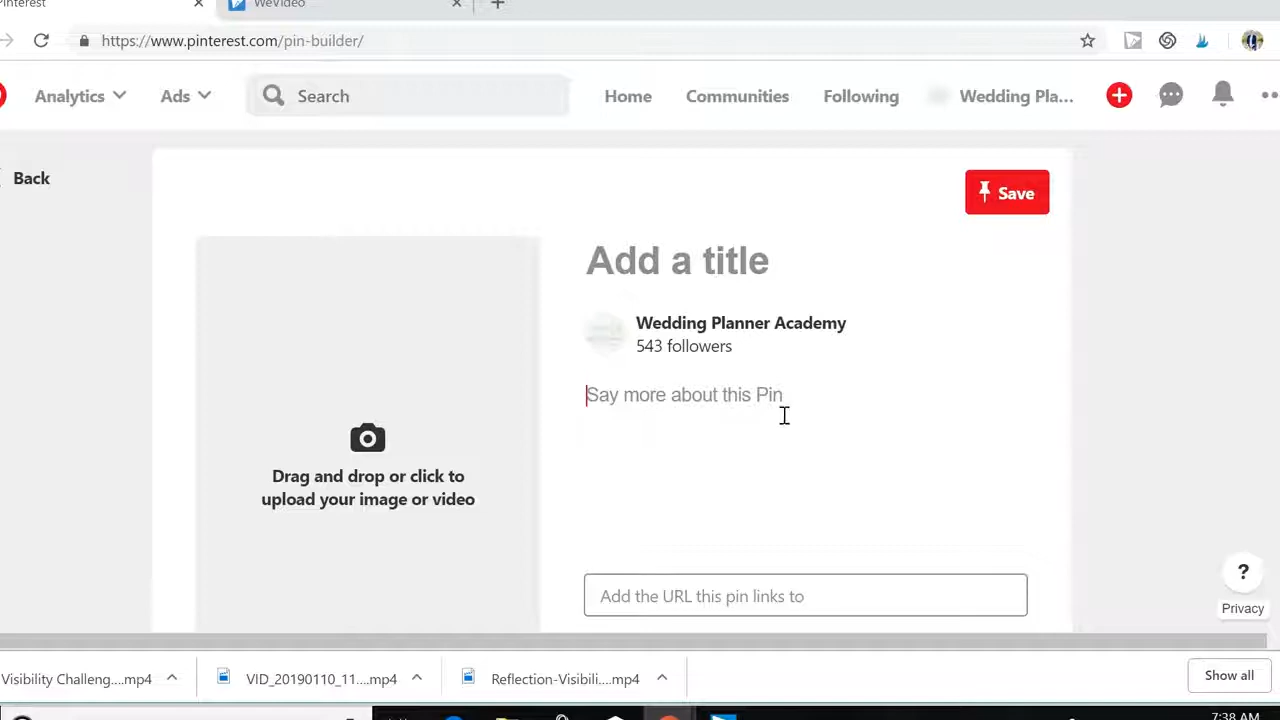 Pinterest
WeVideo
https://www.pinterest.com/pin-builder/
Analytics
Ads
Search
Home
Communities
Following
Wedding Pla...
Back
Save
Add a title
Wedding Planner Academy
543 followers
Say more about this Pin
Drag and drop or click to
upload your image or video
Add the URL this pin links to
?
Privacy
Visibility Challeng....mp4
VID_20190110_11....mp4
Reflection-Visibili....mp4
Show all
7:38 AM